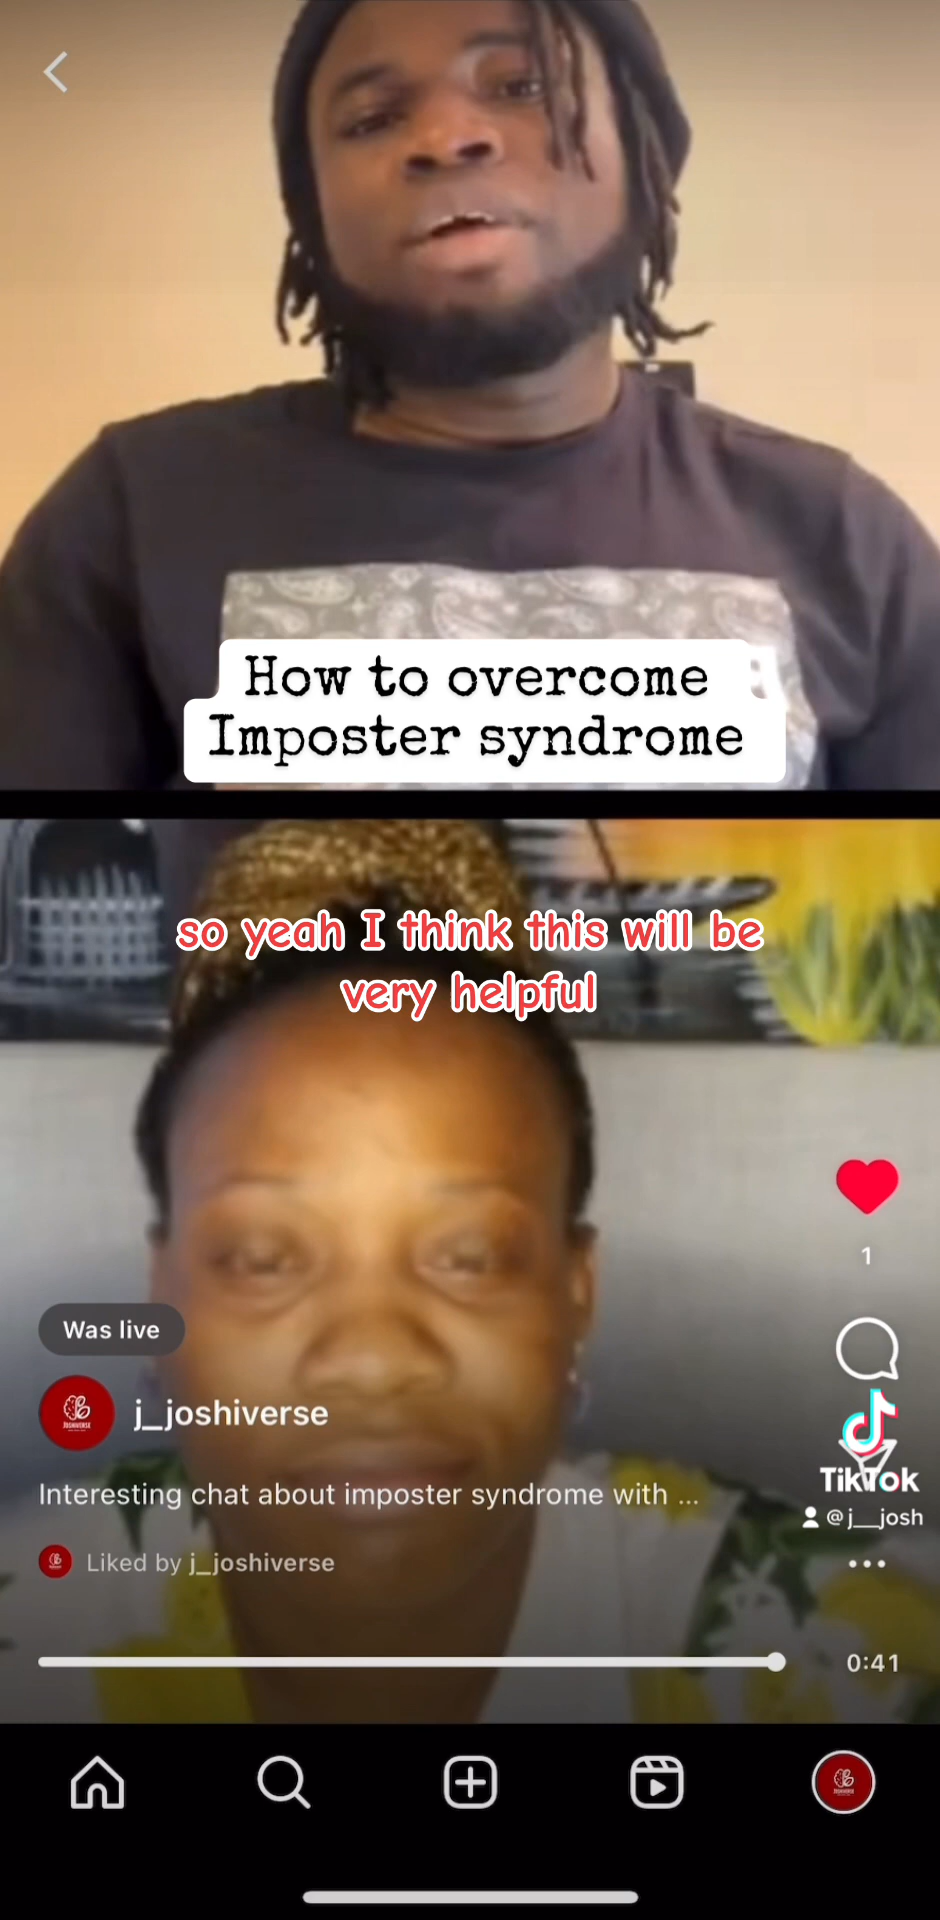 How to overcome
Imposter syndrome
so yeah I think this will be
very helpful
Was live
j_joshiverse
1
Interesting chat about imposter syndrome with ...
TikTok
@j__josh
Liked by j_joshiverse
0:41